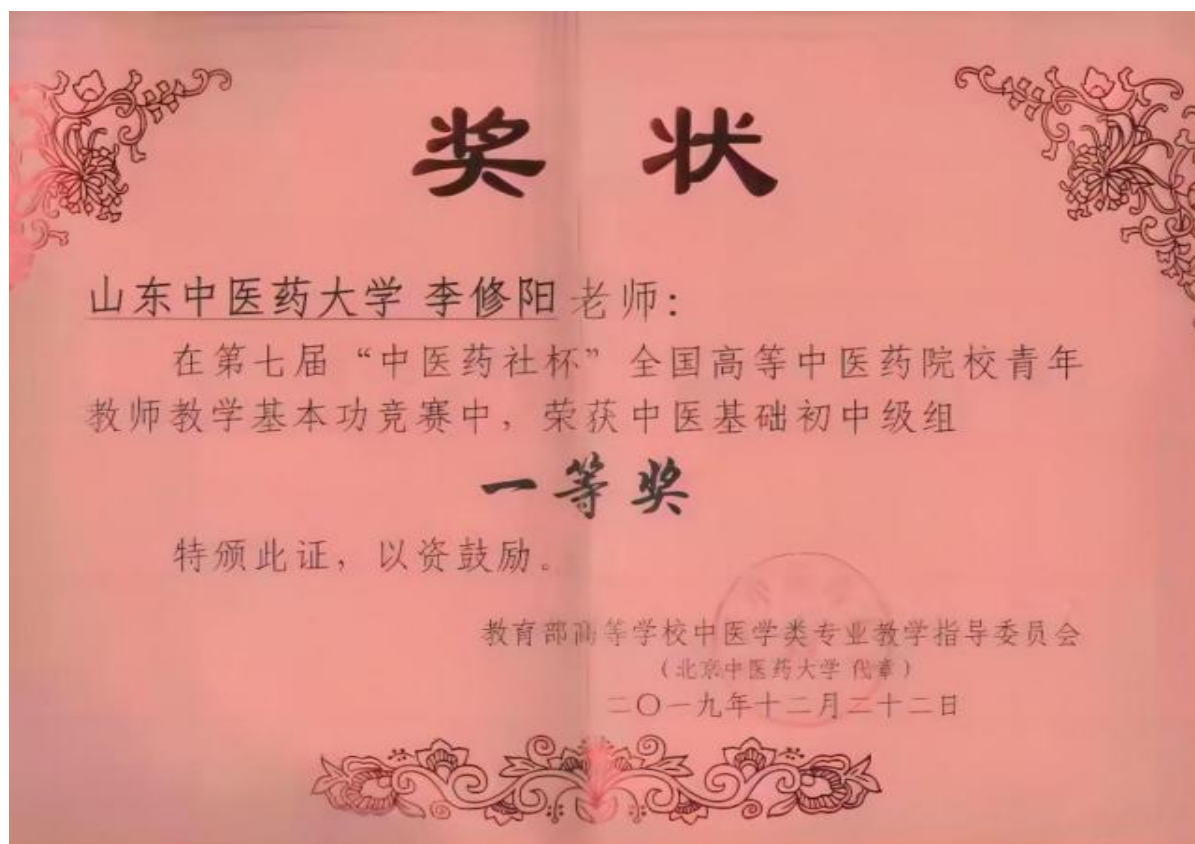 奖 状
山东中医药大学 李修阳 老师：
在第七届“中医药社杯”全国高等中医药院校青年
教师教学基本功竞赛中，荣获中医基础初中级组
一等奖
特颁此证，以资鼓励。
教育部高等学校中医学类专业教学指导委员会
（北京中医药大学 代章）
二〇一九年十二月二十二日